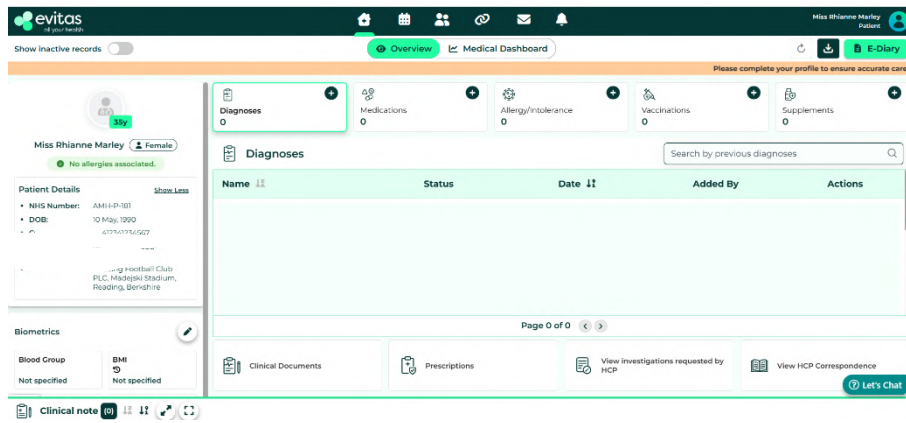 evitas
all your health
Miss Rhianne Marley
Patient
Show inactive records
Overview
Medical Dashboard
E-Diary
Please complete your profile to ensure accurate care
35y
Miss Rhianne Marley
Female
No allergies associated.
Patient Details
Show Less
NHS Number: AMH-P-181
DOB: 10 May, 1990
Football Club
PLC, Madejski Stadium,
Reading, Berkshire
Biometrics
Blood Group
Not specified
BMI
Not specified
Diagnoses
0
Medications
0
Allergy/Intolerance
0
Vaccinations
0
Supplements
0
Diagnoses
Search by previous diagnoses
Name Status Date Added By Actions
Page 0 of 0
Clinical Documents
Prescriptions
View investigations requested by
HCP
View HCP Correspondence
Let's Chat
Clinical note (0)